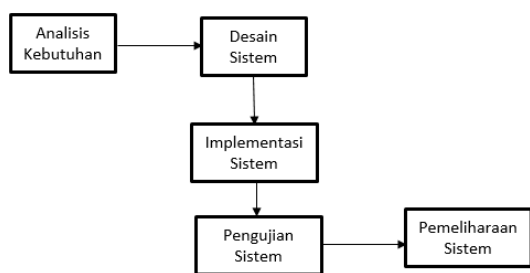 Analisis
Kebutuhan
Desain
Sistem
Implementasi
Sistem
Pengujian
Sistem
Pemeliharaan
Sistem